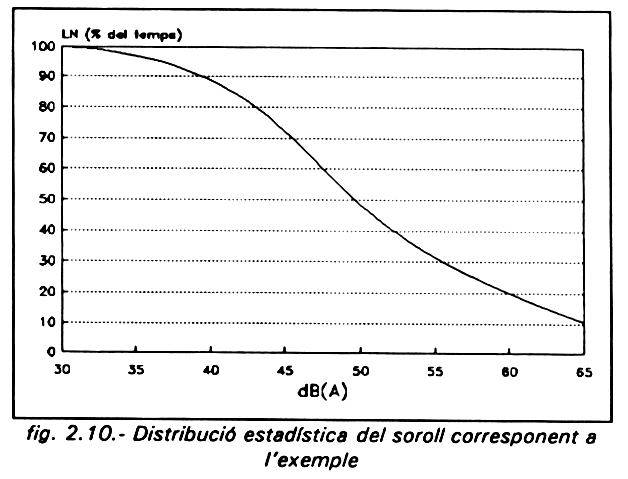 LN (% del temps)
100
90
80
70
60
50
40
30
20
10
0
30 35 40 45 50 55 60 65
dB(A)
fig. 2.10.- Distribució estadística del soroll corresponent a
l'exemple